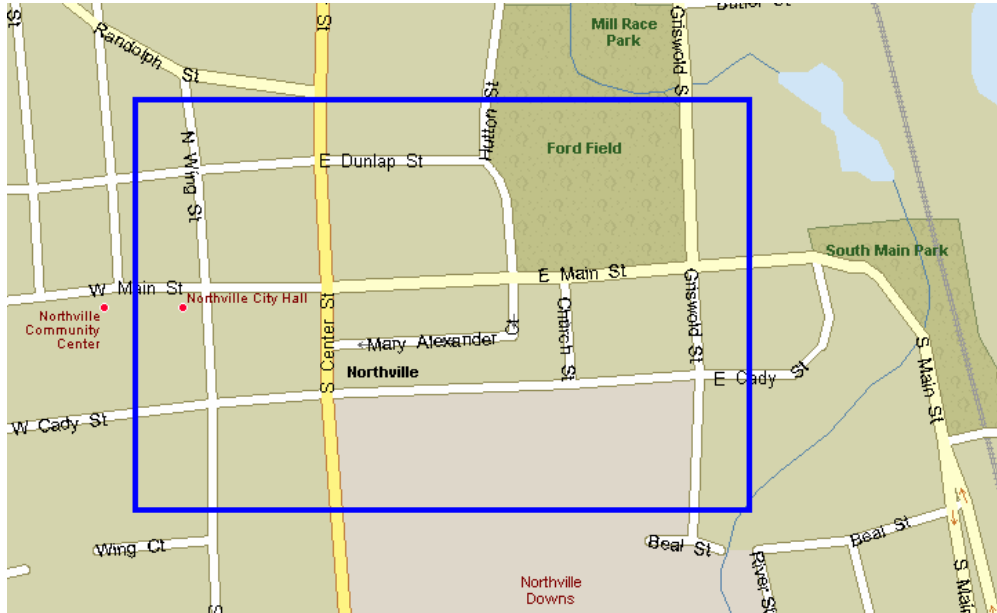 St
St
Butler St
Mill Race
Park
Griswold S
Randolph St
Hutton St
N Wing St
E Dunlap St
Ford Field
South Main Park
W Main St
E Main St
Northville City Hall
Northville
Community
Center
S Center St
Church St
Griswold St
Mary Alexander Ct
Northville
E Cady St
S Main St
W Cady St
Wing Ct
Beal St
Beal St
River St
Northville
Downs
S Main
S